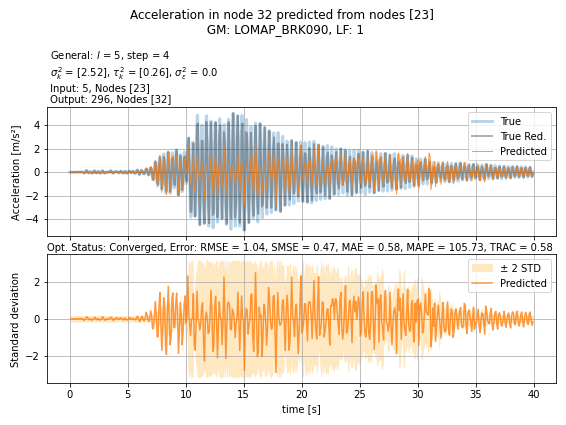 Acceleration in node 32 predicted from nodes [23]
GM: LOMAP_BRK090, LF: 1
General: l = 5, step = 4
σ²ₖ = [2.52], τ²ₖ = [0.26], σ²_ε = 0.0
Input: 5, Nodes [23]
Output: 296, Nodes [32]
Acceleration [m/s²]
4
2
0
−2
−4
True
True Red.
Predicted
Opt. Status: Converged, Error: RMSE = 1.04, SMSE = 0.47, MAE = 0.58, MAPE = 105.73, TRAC = 0.58
Standard deviation
2
0
−2
± 2 STD
Predicted
0 5 10 15 20 25 30 35 40
time [s]